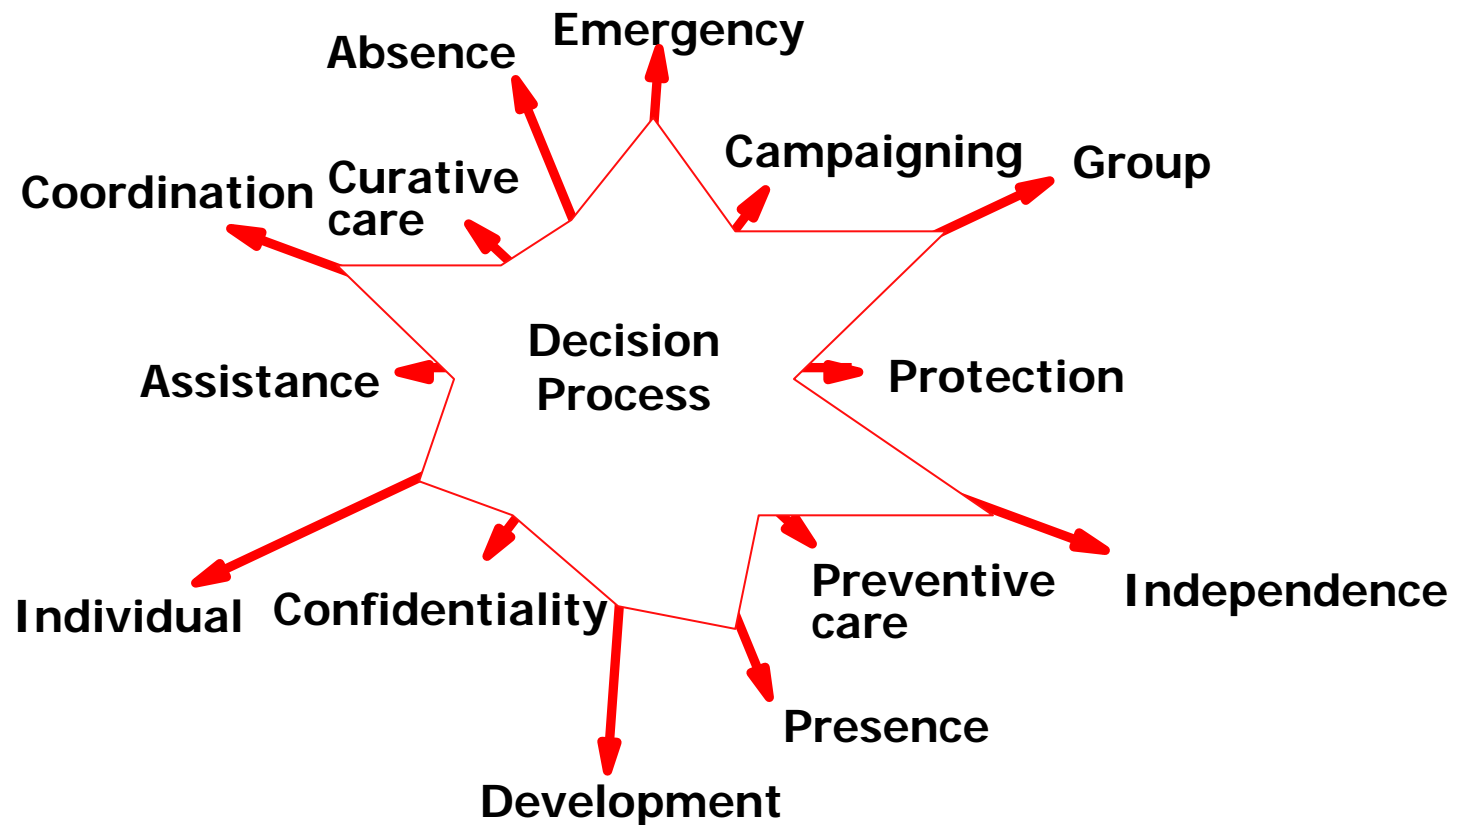 Emergency
Absence
Campaigning
Group
Coordination
Curative
care
Decision
Process
Assistance
Protection
Individual
Confidentiality
Preventive
care
Independence
Presence
Development